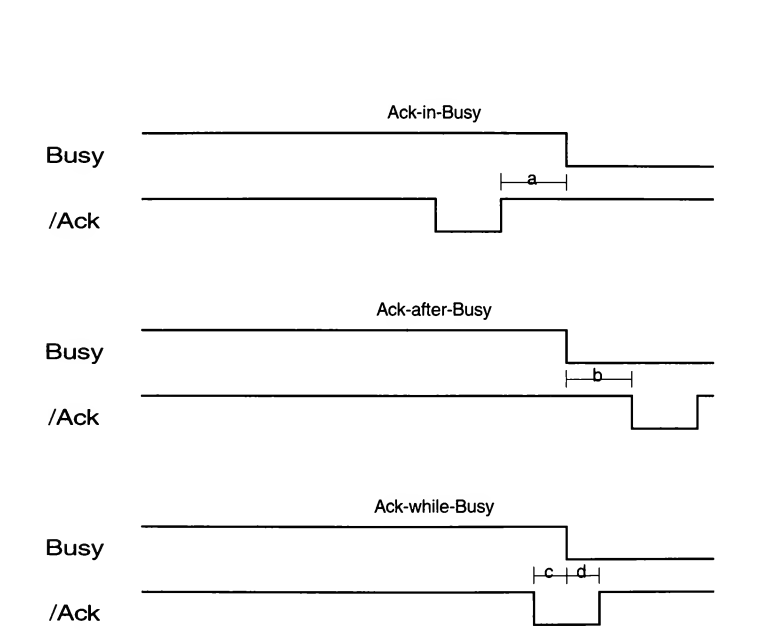 Ack-in-Busy
Busy
a
/Ack
Ack-after-Busy
Busy
b
/Ack
Ack-while-Busy
Busy
c d
/Ack